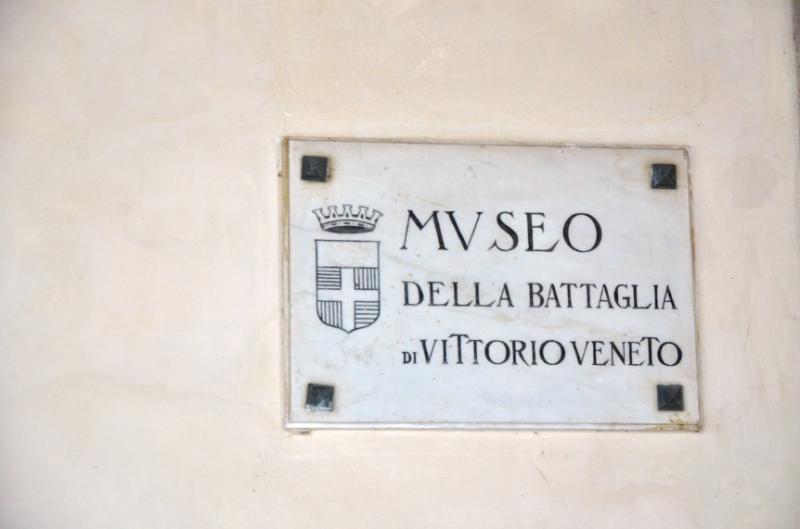 MVSEO
DELLA BATTAGLIA
DI VITTORIO VENETO